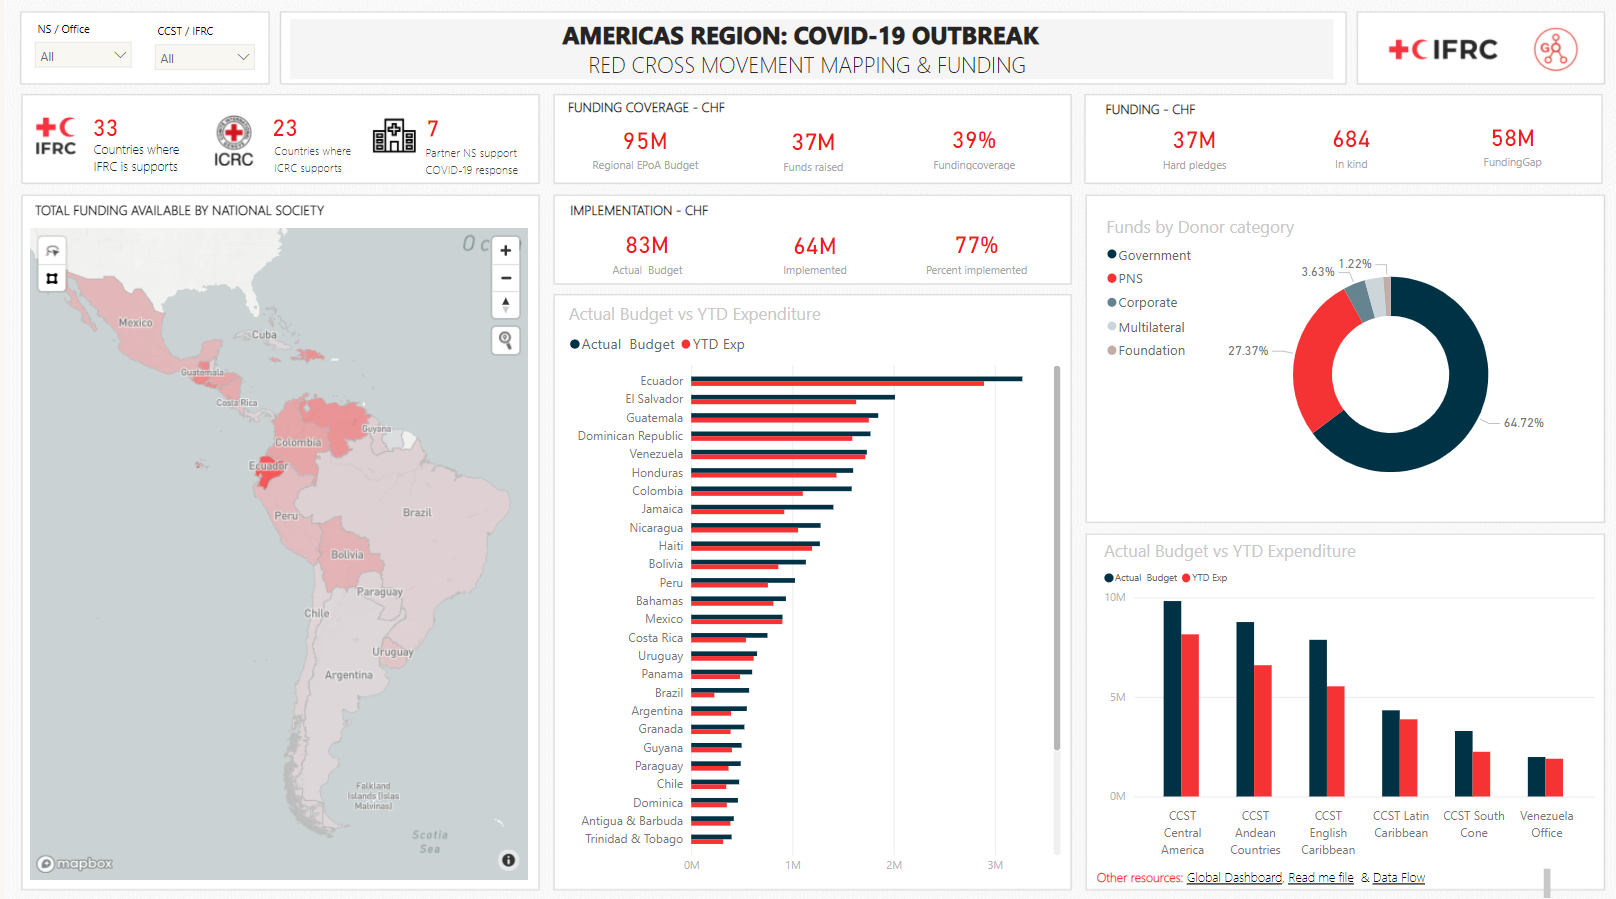 NS / Office
All
CCST / IFRC
All
AMERICAS REGION: COVID-19 OUTBREAK
RED CROSS MOVEMENT MAPPING & FUNDING
IFRC
GO
IFRC
33
Countries where
IFRC is supports
ICRC
23
Countries where
ICRC supports
7
Partner NS support
COVID-19 response
FUNDING COVERAGE - CHF
95M
Regional EPoA Budget
37M
Funds raised
39%
Fundingcoverage
FUNDING - CHF
37M
Hard pledges
684
In kind
58M
FundingGap
TOTAL FUNDING AVAILABLE BY NATIONAL SOCIETY
Mexico
Cuba
Guatemala
Costa Rica
Guyana
Colombia
Ecuador
Peru
Brazil
Bolivia
Paraguay
Chile
Uruguay
Argentina
Falkland
Islands (Islas
Malvinas)
Scotia
Sea
mapbox
IMPLEMENTATION - CHF
83M
Actual Budget
64M
Implemented
77%
Percent implemented
Actual Budget vs YTD Expenditure
Actual Budget
YTD Exp
Ecuador
El Salvador
Guatemala
Dominican Republic
Venezuela
Honduras
Colombia
Jamaica
Nicaragua
Haiti
Bolivia
Peru
Bahamas
Mexico
Costa Rica
Uruguay
Panama
Brazil
Argentina
Granada
Guyana
Paraguay
Chile
Dominica
Antigua & Barbuda
Trinidad & Tobago
0M 1M 2M 3M
Funds by Donor category
Government
PNS
Corporate
Multilateral
Foundation
1.22%
3.63%
27.37%
64.72%
Actual Budget vs YTD Expenditure
Actual Budget
YTD Exp
10M
5M
0M
CCST
Central
America
CCST
Andean
Countries
CCST
English
Caribbean
CCST Latin
Caribbean
CCST South
Cone
Venezuela
Office
Other resources: Global Dashboard, Read me file & Data Flow